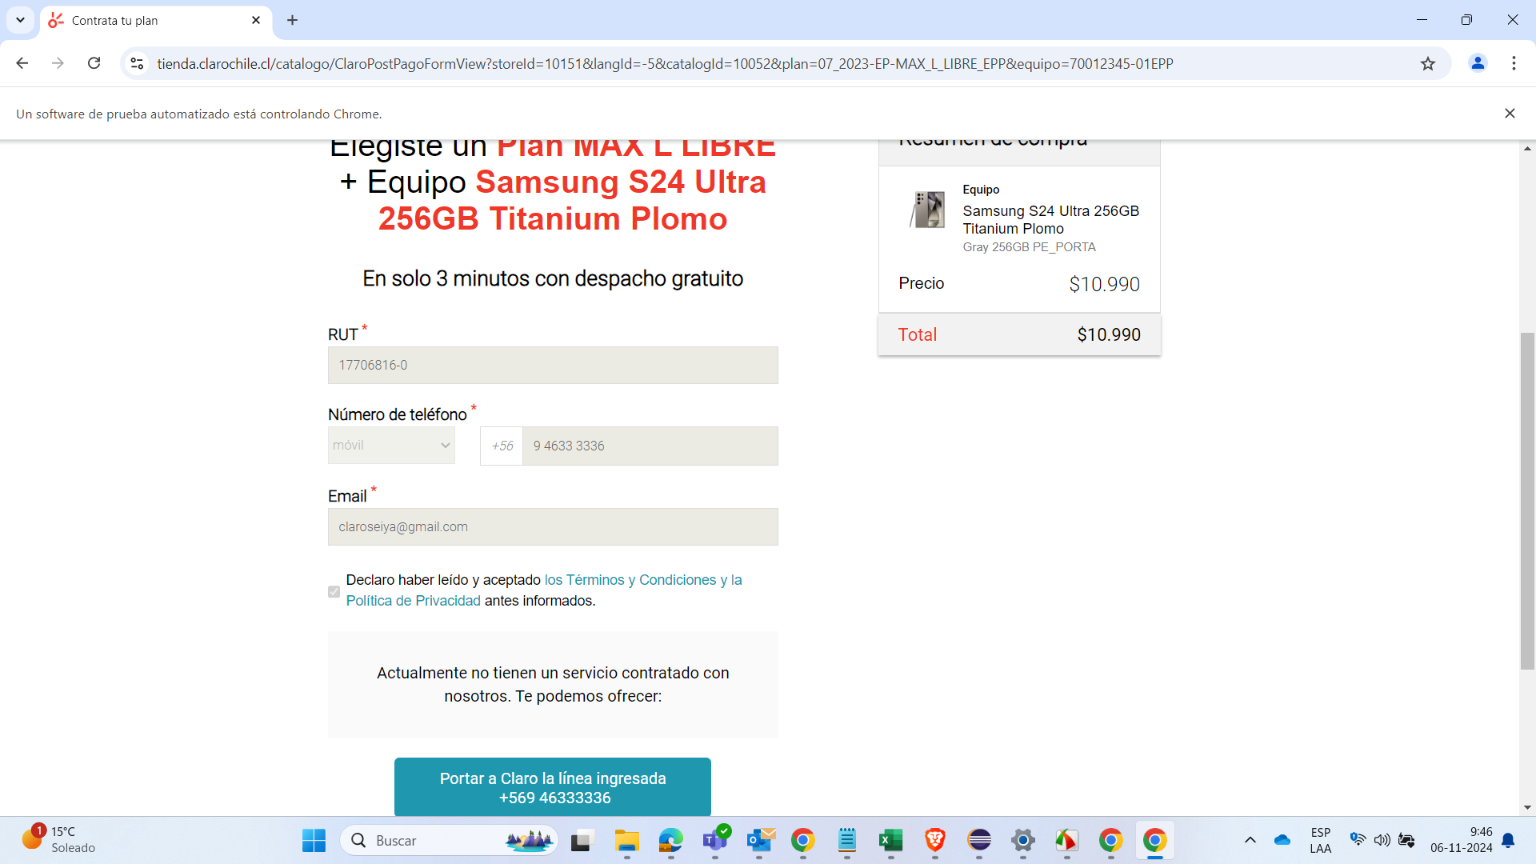 Contrata tu plan
tienda.clarochile.cl/catalogo/ClaroPostPagoFormView?storeId=10151&langId=-5&catalogId=10052&plan=07_2023-EP-MAX_L_LIBRE_EPP&equipo=70012345-01EPP
Un software de prueba automatizado está controlando Chrome.
Elegiste un Plan MAX L LIBRE
+ Equipo Samsung S24 Ultra
256GB Titanium Plomo
En solo 3 minutos con despacho gratuito
RUT *
17706816-0
Número de teléfono *
móvil
+56
9 4633 3336
Email *
claroseiya@gmail.com
Declaro haber leído y aceptado los Términos y Condiciones y la
Política de Privacidad antes informados.
Actualmente no tienen un servicio contratado con
nosotros. Te podemos ofrecer:
Portar a Claro la línea ingresada
+569 46333336
Resumen de compra
Equipo
Samsung S24 Ultra 256GB
Titanium Plomo
Gray 256GB PE_PORTA
Precio $10.990
Total $10.990
1
15°C
Soleado
Buscar
ESP
LAA
9:46
06-11-2024